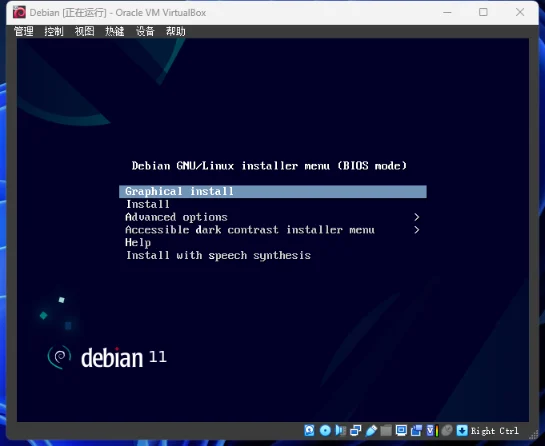 Debian [正在运行] - Oracle VM VirtualBox
管理 控制 视图 热键 设备 帮助
Debian GNU/Linux installer menu (BIOS mode)
Graphical install
Install
Advanced options >
Accessible dark contrast installer menu >
Help
Install with speech synthesis
debian 11
Right Ctrl